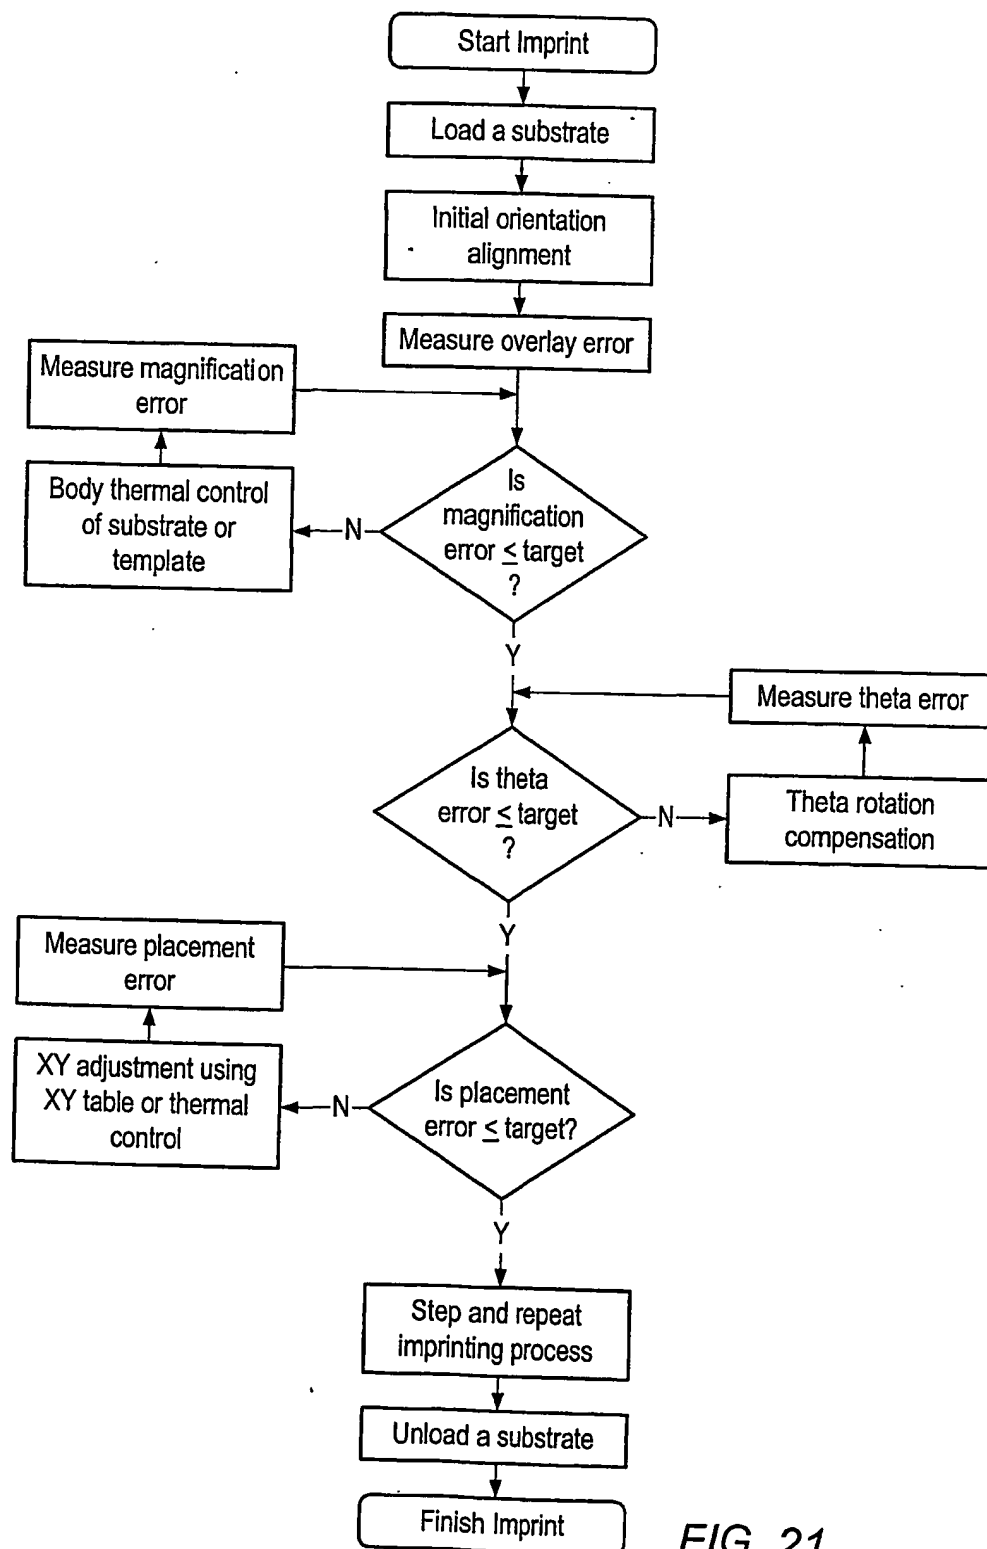 Start Imprint
Load a substrate
Initial orientation
alignment
Measure overlay error
Measure magnification
error
Body thermal control
of substrate or
template
N
Is
magnification
error ≤ target
?
Y
Measure theta error
Is theta
error ≤ target
?
N
Theta rotation
compensation
Y
Measure placement
error
XY adjustment using
XY table or thermal
control
N
Is placement
error ≤ target?
Y
Step and repeat
imprinting process
Unload a substrate
Finish Imprint
FIG. 21